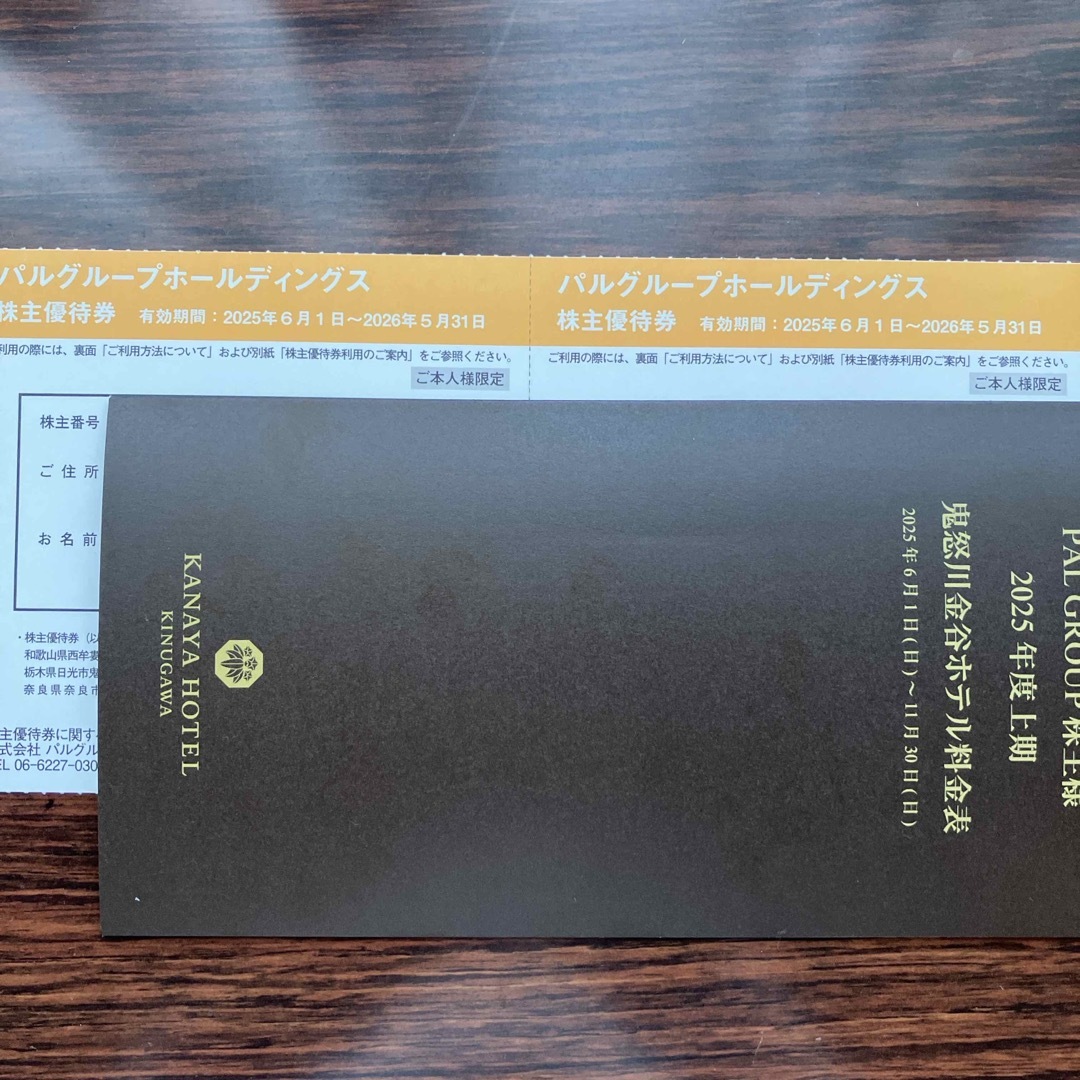 パルグループホールディングス
株主優待券 有効期間：2025年6月1日〜2026年5月31日
利用の際には、裏面「ご利用方法について」および別紙「株主優待券利用のご案内」をご参照ください。
ご本人様限定
株主番号
ご住所
お名前
・株主優待券（以
和歌山県西牟婁
栃木県日光市鬼
奈良県奈良市
主優待券に関する
式会社 パルグル
EL 06-6227-030
パルグループホールディングス
株主優待券 有効期間：2025年6月1日〜2026年5月31日
ご利用の際には、裏面「ご利用方法について」および別紙「株主優待券利用のご案内」をご参照ください。
ご本人様限定
PAL GROUP 株主様
2025 年度上期
鬼怒川金谷ホテル料金表
2025 年 6 月 1 日 (日) 〜 11 月 30 日 (日)
KANAYA HOTEL
KINUGAWA